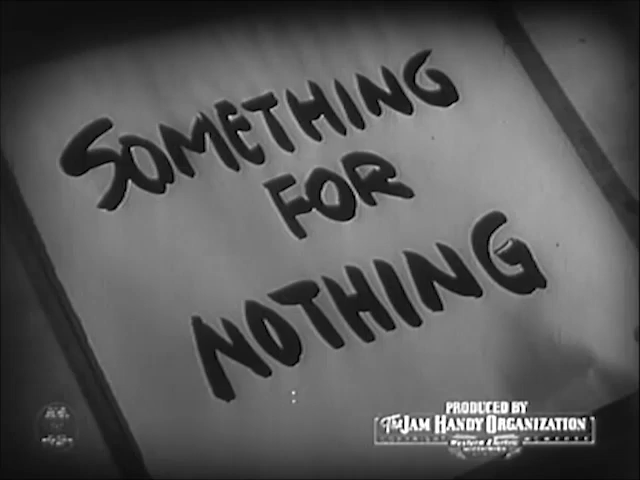 SOMETHING
FOR
NOTHING
PRODUCED BY
The JAM HANDY ORGANIZATION